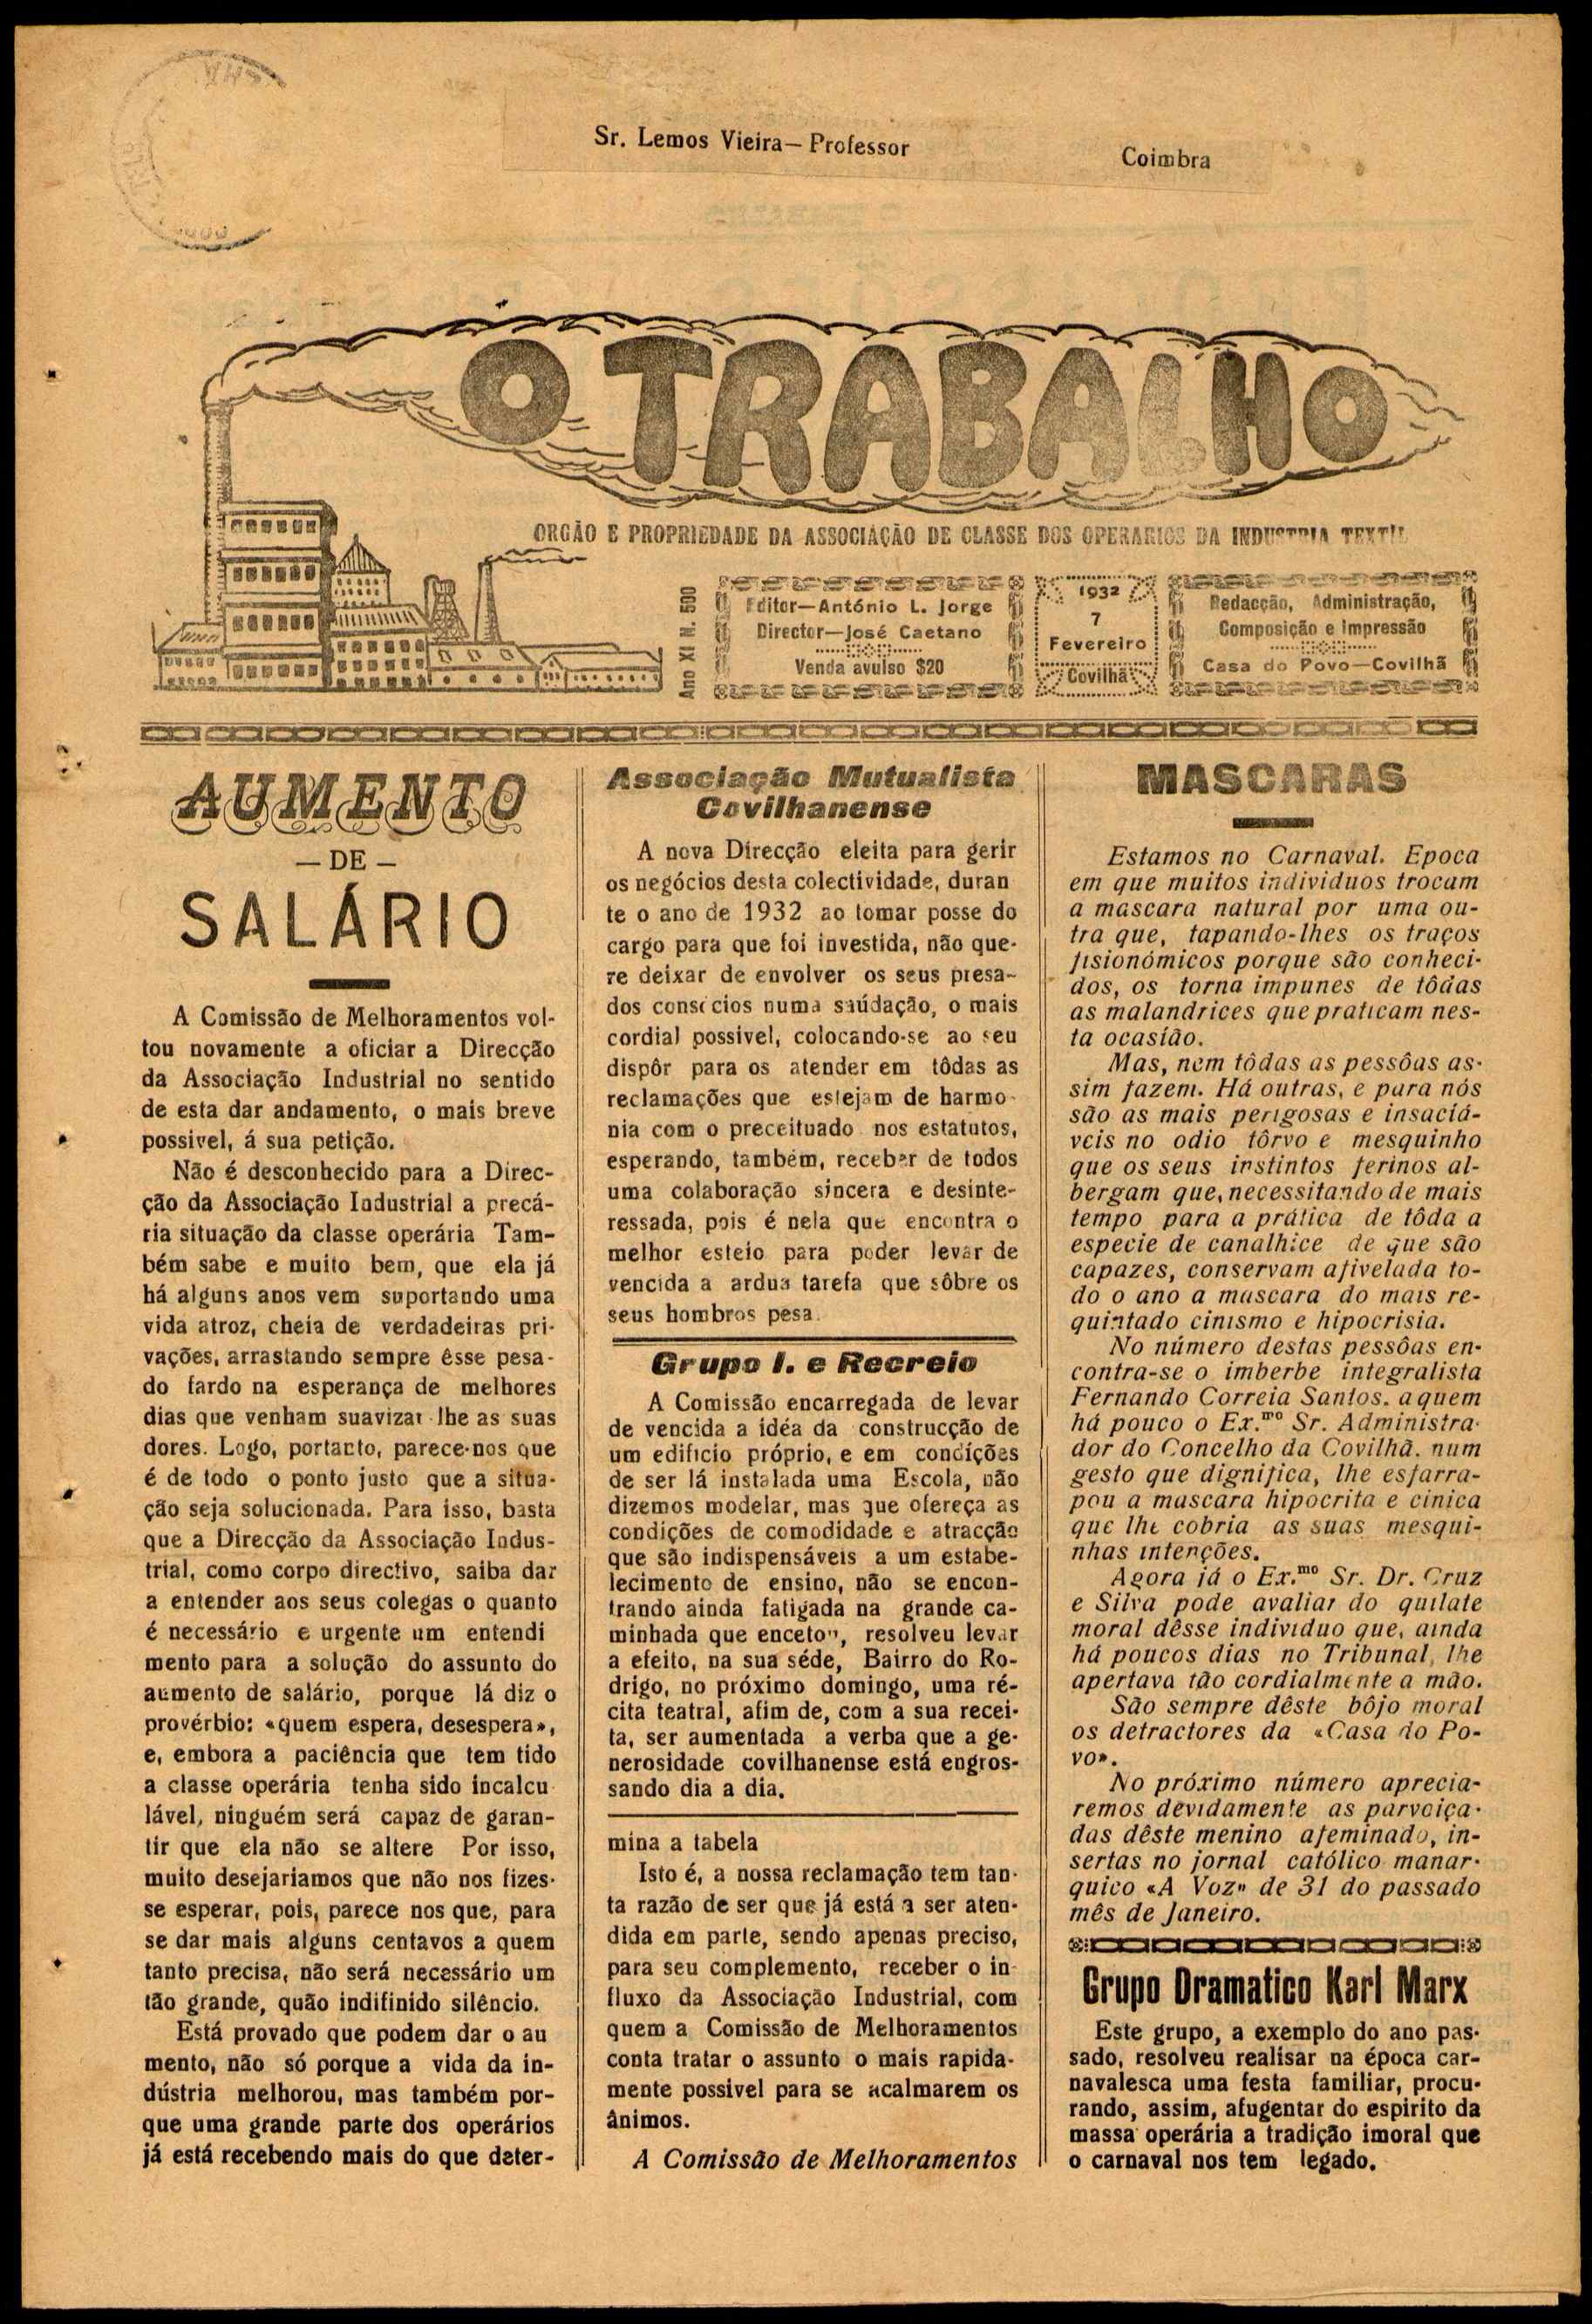 Sr. Lemos Vieira—Professor
Coimbra
O TRABALHO
ORGÃO E PROPRIEDADE DA ASSOCIAÇÃO DE CLASSE DOS OPERARIOS DA INDUSTRIA TEXTIL
Ano XI N. 590
Editor—António L. Jorge
Director—José Caetano
Venda avulso $20
1932
7
Fevereiro
Covilhã
Redacção, Administração,
Composição e Impressão
Casa do Povo—Covilhã
AUMENTO
— DE —
SALÁRIO
A Comissão de Melhoramentos vol-
tou novamente a oficiar a Direcção
da Associação Industrial no sentido
de esta dar andamento, o mais breve
possivel, á sua petição.
Não é desconhecido para a Direc-
ção da Associação Industrial a precá-
ria situação da classe operária Tam-
bém sabe e muito bem, que ela já
há alguns anos vem suportando uma
vida atroz, cheia de verdadeiras pri-
vações, arrastando sempre êsse pesa-
do fardo na esperança de melhores
dias que venham suavizar-lhe as suas
dores. Logo, portanto, parece-nos que
é de todo o ponto justo que a situa-
ção seja solucionada. Para isso, basta
que a Direcção da Associação Indus-
trial, como corpo directivo, saiba dar
a entender aos seus colegas o quanto
é necessário e urgente um entendi
mento para a solução do assunto do
aumento de salário, porque lá diz o
provérbio: «quem espera, desespera»,
e, embora a paciência que tem tido
a classe operária tenha sido incalcu
lável, ninguém será capaz de garan-
tir que ela não se altere Por isso,
muito desejariamos que não nos fizes-
se esperar, pois, parece nos que, para
se dar mais alguns centavos a quem
tanto precisa, não será necessário um
tão grande, quão indifinido silêncio.
Está provado que podem dar o au
mento, não só porque a vida da in-
dústria melhorou, mas também por-
que uma grande parte dos operários
já está recebendo mais do que deter-
Associação Mutualista
Covilhanense
A nova Direcção eleita para gerir
os negócios desta colectividade, duran
te o ano de 1932 ao tomar posse do
cargo para que foi investida, não que-
re deixar de envolver os seus presa-
dos consócios numa saúdação, o mais
cordial possivel, colocando-se ao seu
dispôr para os atender em tôdas as
reclamações que estejam de harmo-
nia com o preceituado nos estatutos,
esperando, também, receber de todos
uma colaboração sincera e desinte-
ressada, pois é nela que encontra o
melhor esteio para poder levar de
vencida a ardua tarefa que sôbre os
seus hombros pesa.
Grupo I. e Recreio
A Comissão encarregada de levar
de vencida a idéa da construcção de
um edificio próprio, e em condições
de ser lá instalada uma Escola, não
dizemos modelar, mas que ofereça as
condições de comodidade e atracção
que são indispensáveis a um estabe-
lecimento de ensino, não se encon-
trando ainda fatigada na grande ca-
minhada que encetou, resolveu levar
a efeito, na sua séde, Bairro do Ro-
drigo, no próximo domingo, uma ré-
cita teatral, afim de, com a sua recei-
ta, ser aumentada a verba que a ge-
nerosidade covilhanense está engros-
sando dia a dia.
mina a tabela
Isto é, a nossa reclamação tem tan-
ta razão de ser que já está a ser aten-
dida em parte, sendo apenas preciso,
para seu complemento, receber o in
fluxo da Associação Industrial, com
quem a Comissão de Melhoramentos
conta tratar o assunto o mais rapida-
mente possivel para se acalmarem os
ânimos.
A Comissão de Melhoramentos
MASCARAS
Estamos no Carnaval. Epoca
em que muitos individuos trocam
a mascara natural por uma ou-
tra que, tapando-lhes os traços
fisionómicos porque são conheci-
dos, os torna impunes de tôdas
as malandrices que praticam nes-
ta ocasião.
Mas, nem tôdas as pessôas as-
sim fazem. Há outras, e para nós
são as mais perigosas e insaciá-
veis no odio tôrvo e mesquinho
que os seus instintos ferinos al-
bergam que, necessitando de mais
tempo para a prática de tôda a
especie de canalhice de que são
capazes, conservam afivelada to-
do o ano a mascara do mais re-
quintado cinismo e hipocrisia.
No número destas pessôas en-
contra-se o imberbe integralista
Fernando Correia Santos. a quem
há pouco o Ex.mo Sr. Administra-
dor do Concelho da Covilhã. num
gesto que dignifica, lhe esfarra-
pou a mascara hipocrita e cinica
que lhe cobria as suas mesqui-
nhas intenções.
Agora já o Ex.mo Sr. Dr. Cruz
e Silva pode avaliar do quilate
moral dêsse individuo que, ainda
há poucos dias no Tribunal, lhe
apertava tão cordialmente a mão.
São sempre dêste bôjo moral
os detractores da «Casa do Po-
vo».
No próximo número aprecia-
remos devidamente as parvoiça-
das dêste menino afeminado, in-
sertas no jornal católico manar-
quico «A Voz» de 31 do passado
mês de Janeiro.
Grupo Dramatico Karl Marx
Este grupo, a exemplo do ano pas-
sado, resolveu realisar na época car-
navalesca uma festa familiar, procu-
rando, assim, afugentar do espirito da
massa operária a tradição imoral que
o carnaval nos tem legado.